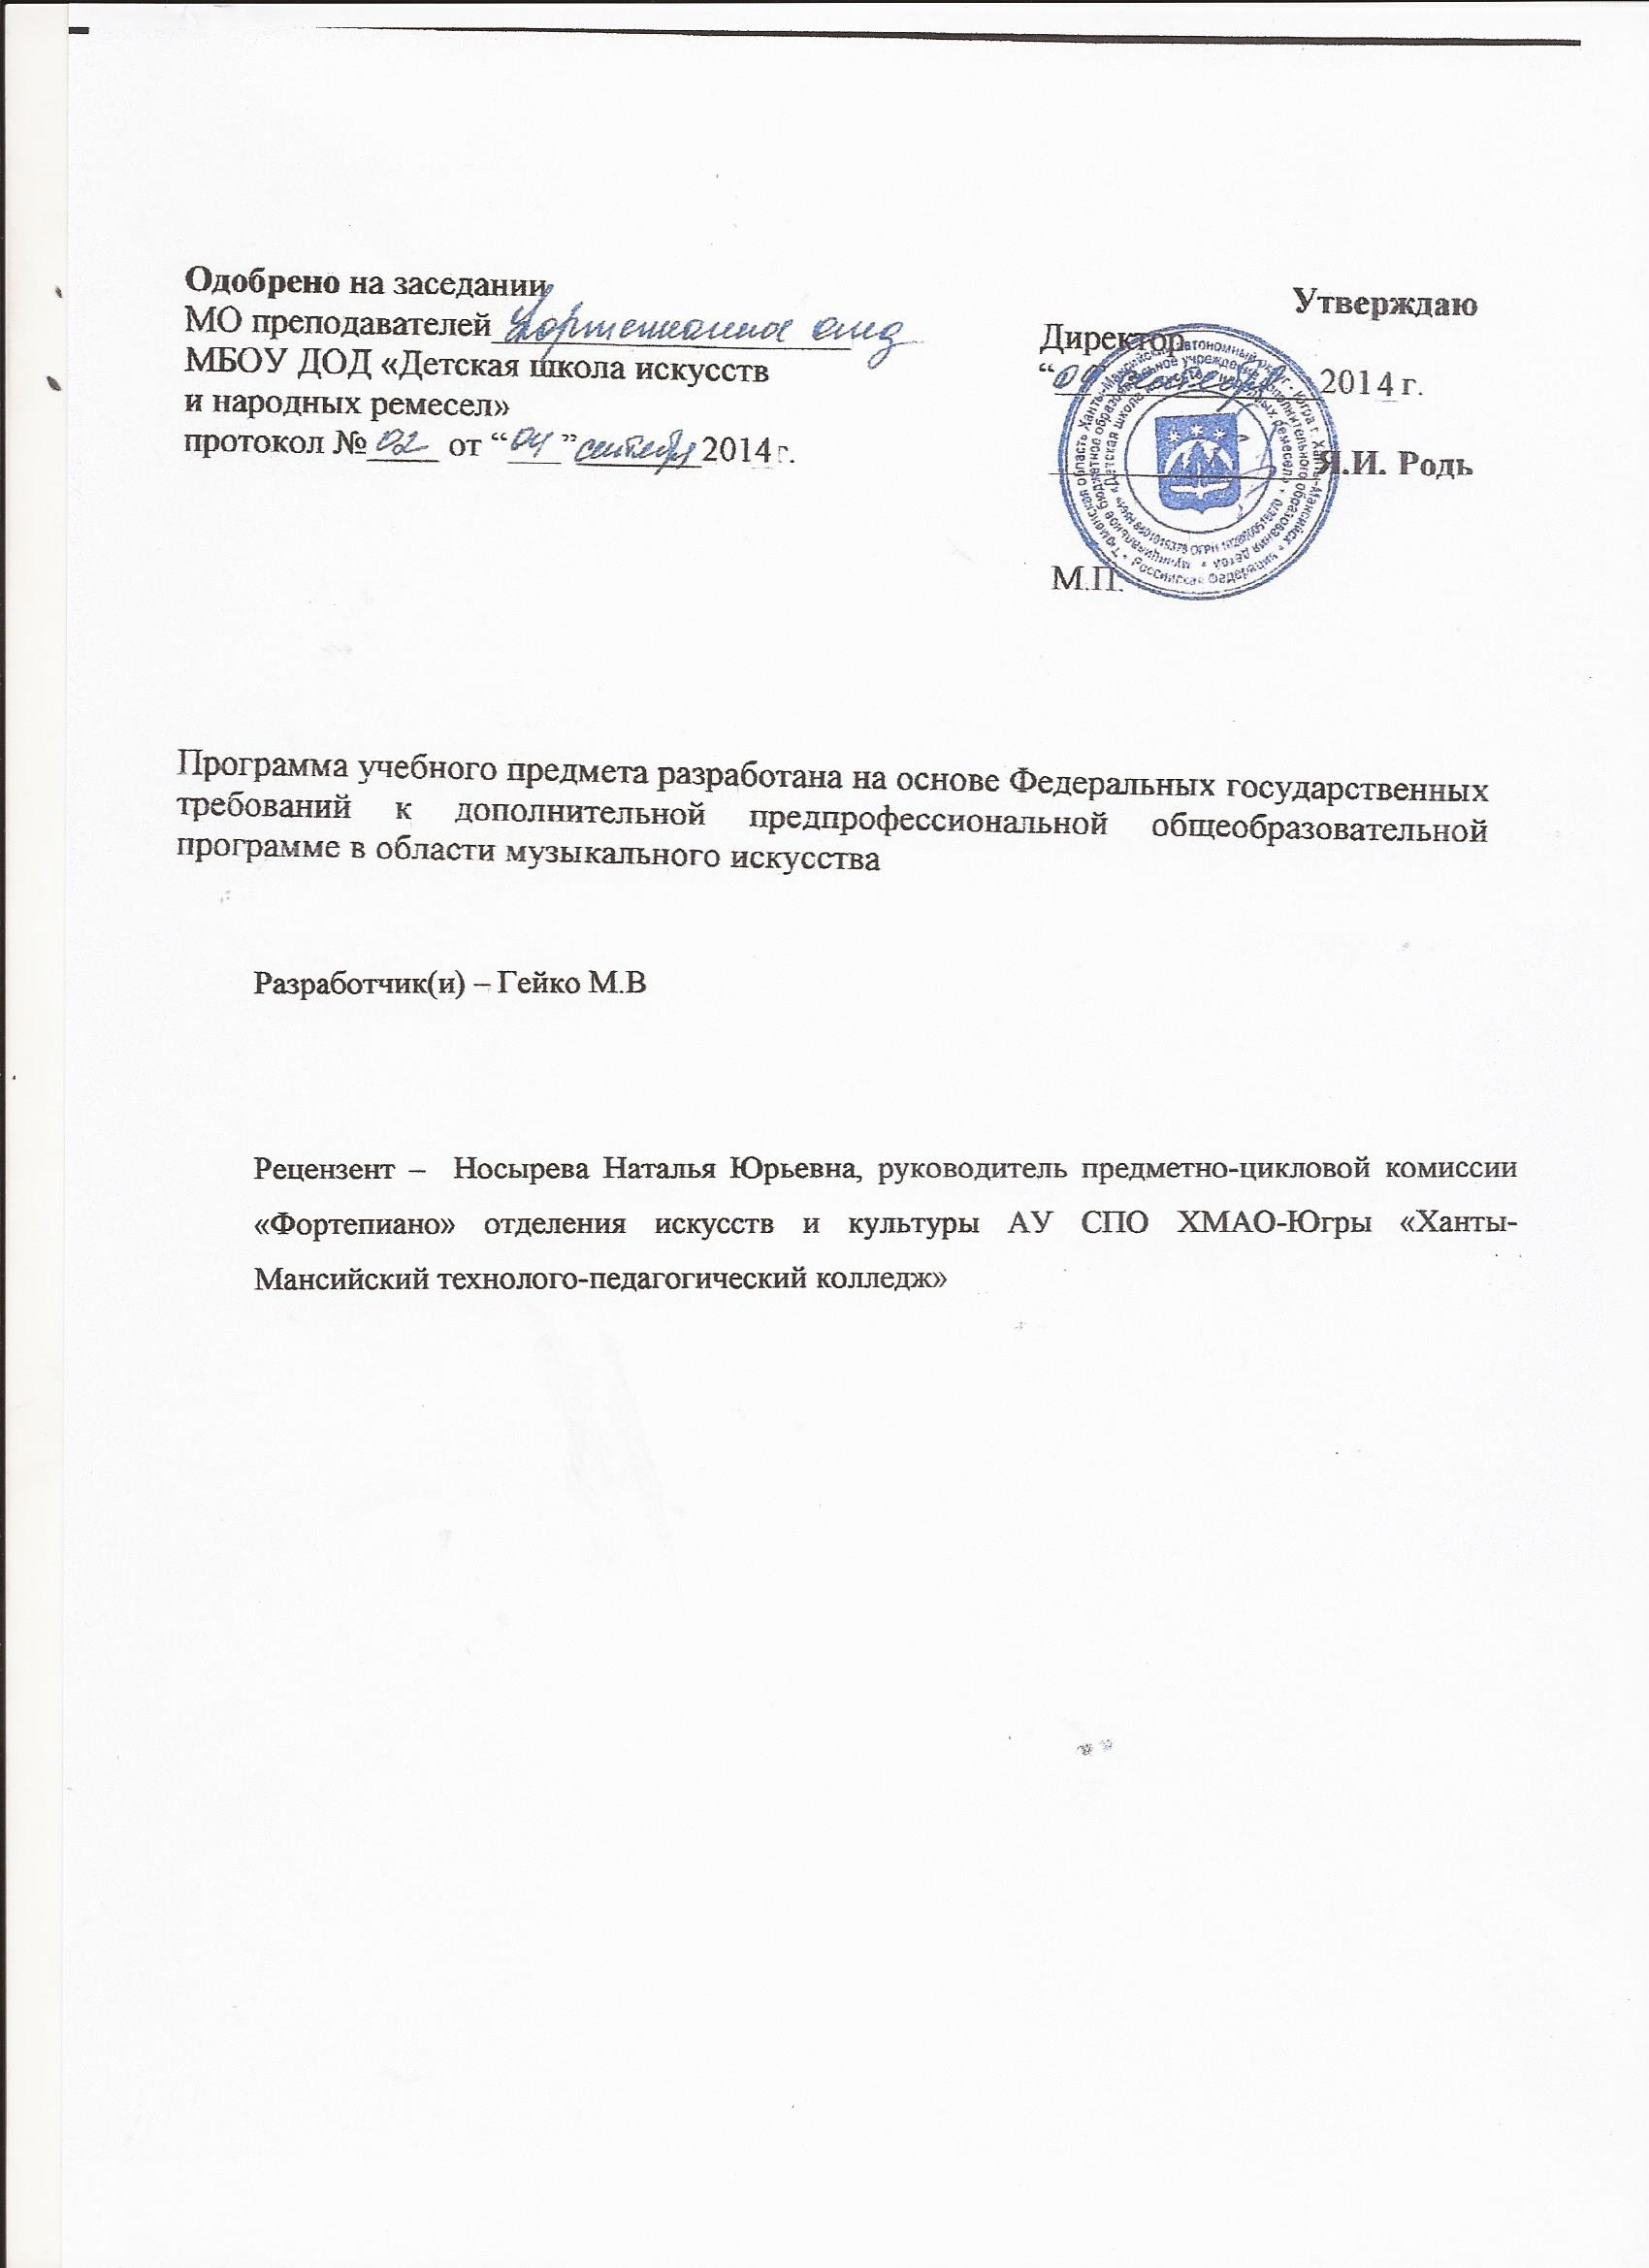 Одобрено на заседании
МО преподавателей Фортепианное отд
МБОУ ДОД «Детская школа искусств
и народных ремесел»
протокол № 02 от “04” сентября 2014 г.
Утверждаю
Директор
2014 г.
Я.И. Родь
М.П.
Программа учебного предмета разработана на основе Федеральных государственных
требований к дополнительной предпрофессиональной общеобразовательной
программе в области музыкального искусства
Разработчик(и) – Гейко М.В
Рецензент – Носырева Наталья Юрьевна, руководитель предметно-цикловой комиссии
«Фортепиано» отделения искусств и культуры АУ СПО ХМАО-Югры «Ханты-
Мансийский технолого-педагогический колледж»